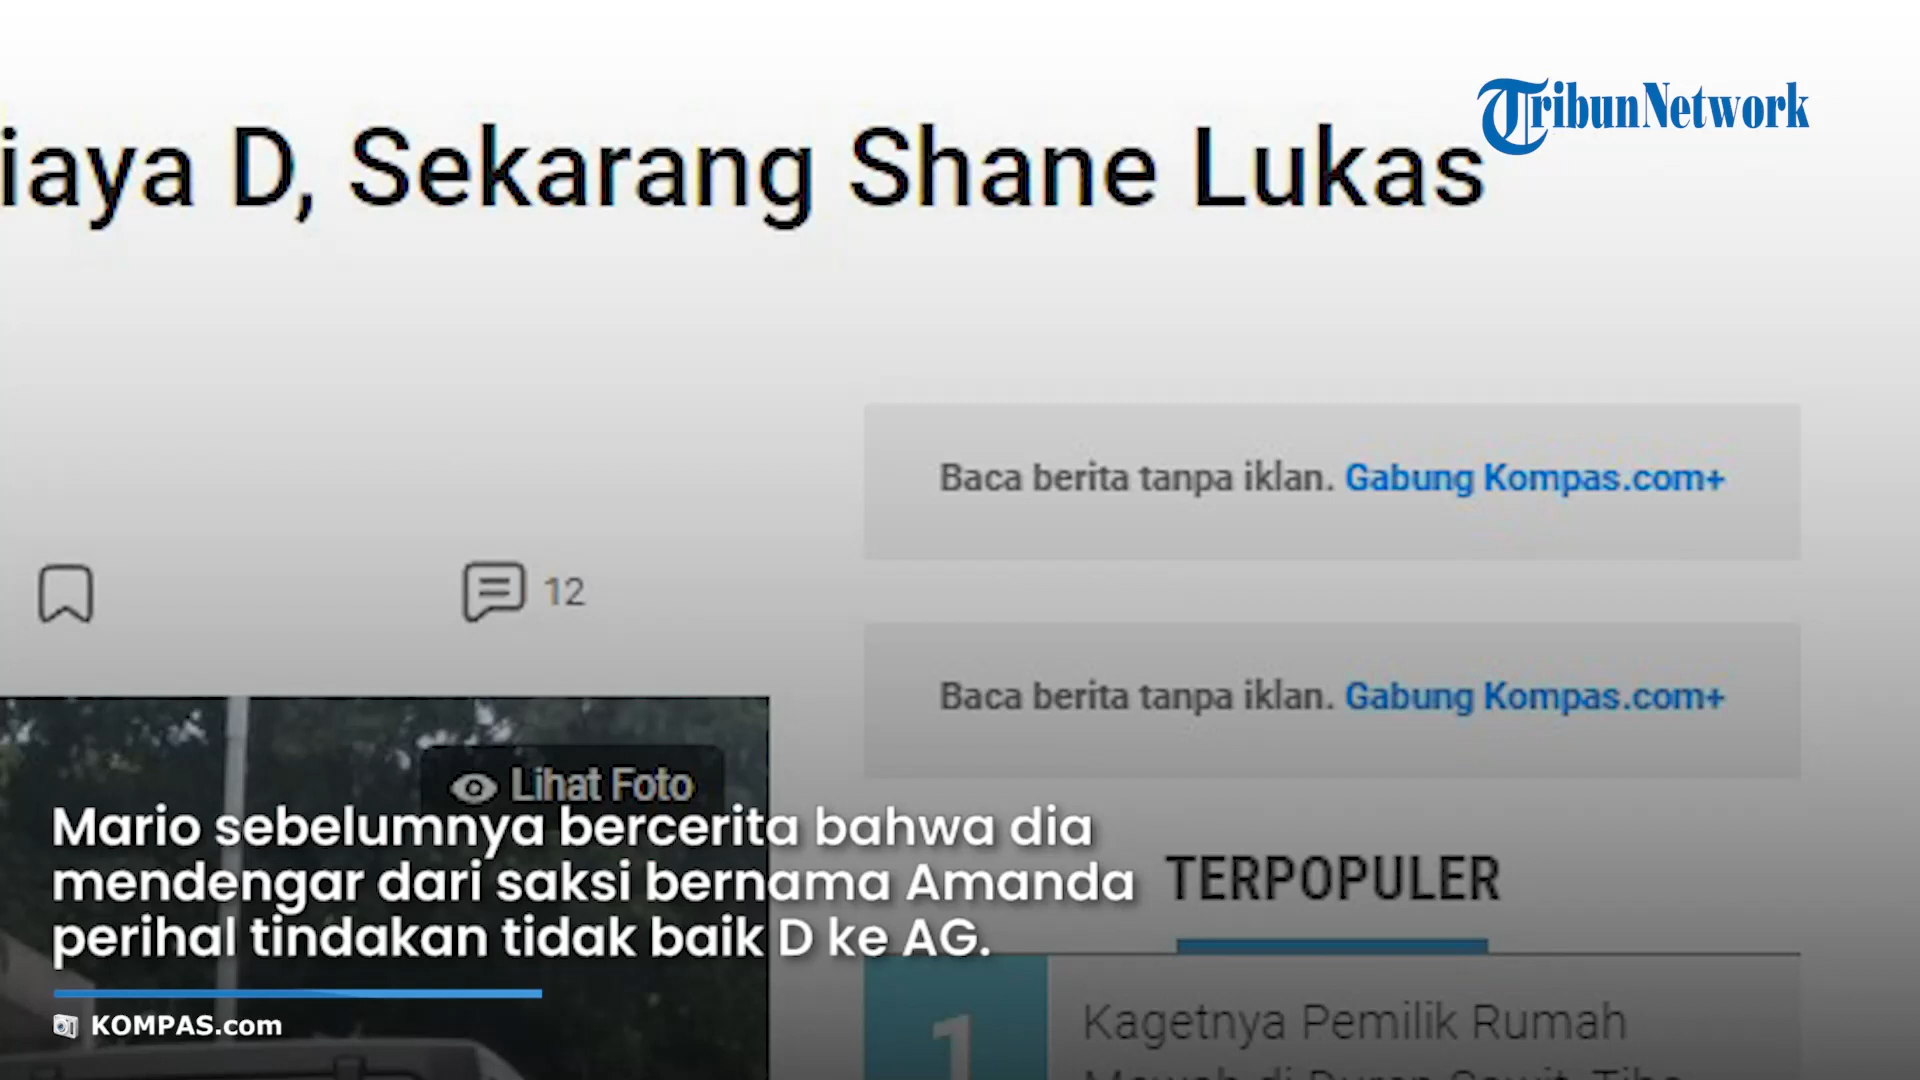 TribunNetwork
iaya D, Sekarang Shane Lukas
Baca berita tanpa iklan. Gabung Kompas.com+
12
Baca berita tanpa iklan. Gabung Kompas.com+
Lihat Foto
Mario sebelumnya bercerita bahwa dia
mendengar dari saksi bernama Amanda
perihal tindakan tidak baik D ke AG.
KOMPAS.com
TERPOPULER
1
Kagetnya Pemilik Rumah